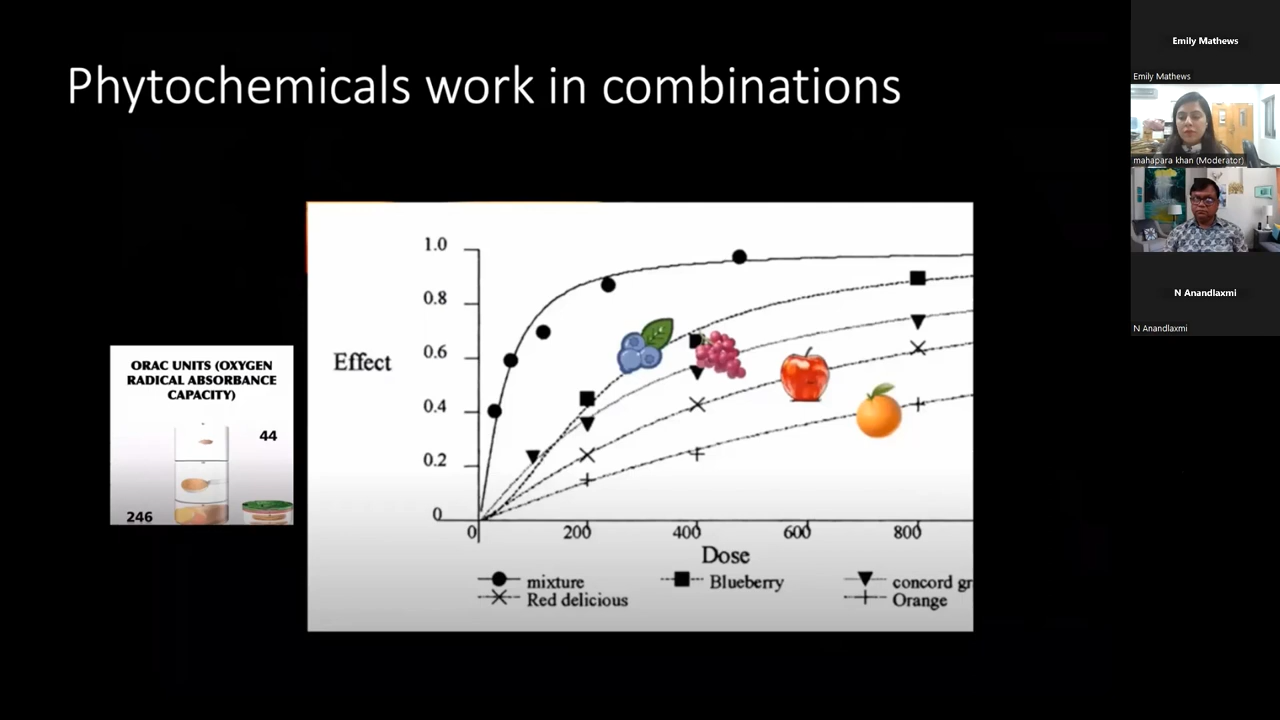 Phytochemicals work in combinations
ORAC UNITS (OXYGEN
RADICAL ABSORBANCE
CAPACITY)
44
246
1.0
0.8
0.6
0.4
0.2
0
Effect
0 200 400 600 800
Dose
mixture Blueberry concord gr
Red delicious Orange
Emily Mathews
Emily Mathews
mahapara khan (Moderator)
N Anandlaxmi
N Anandlaxmi